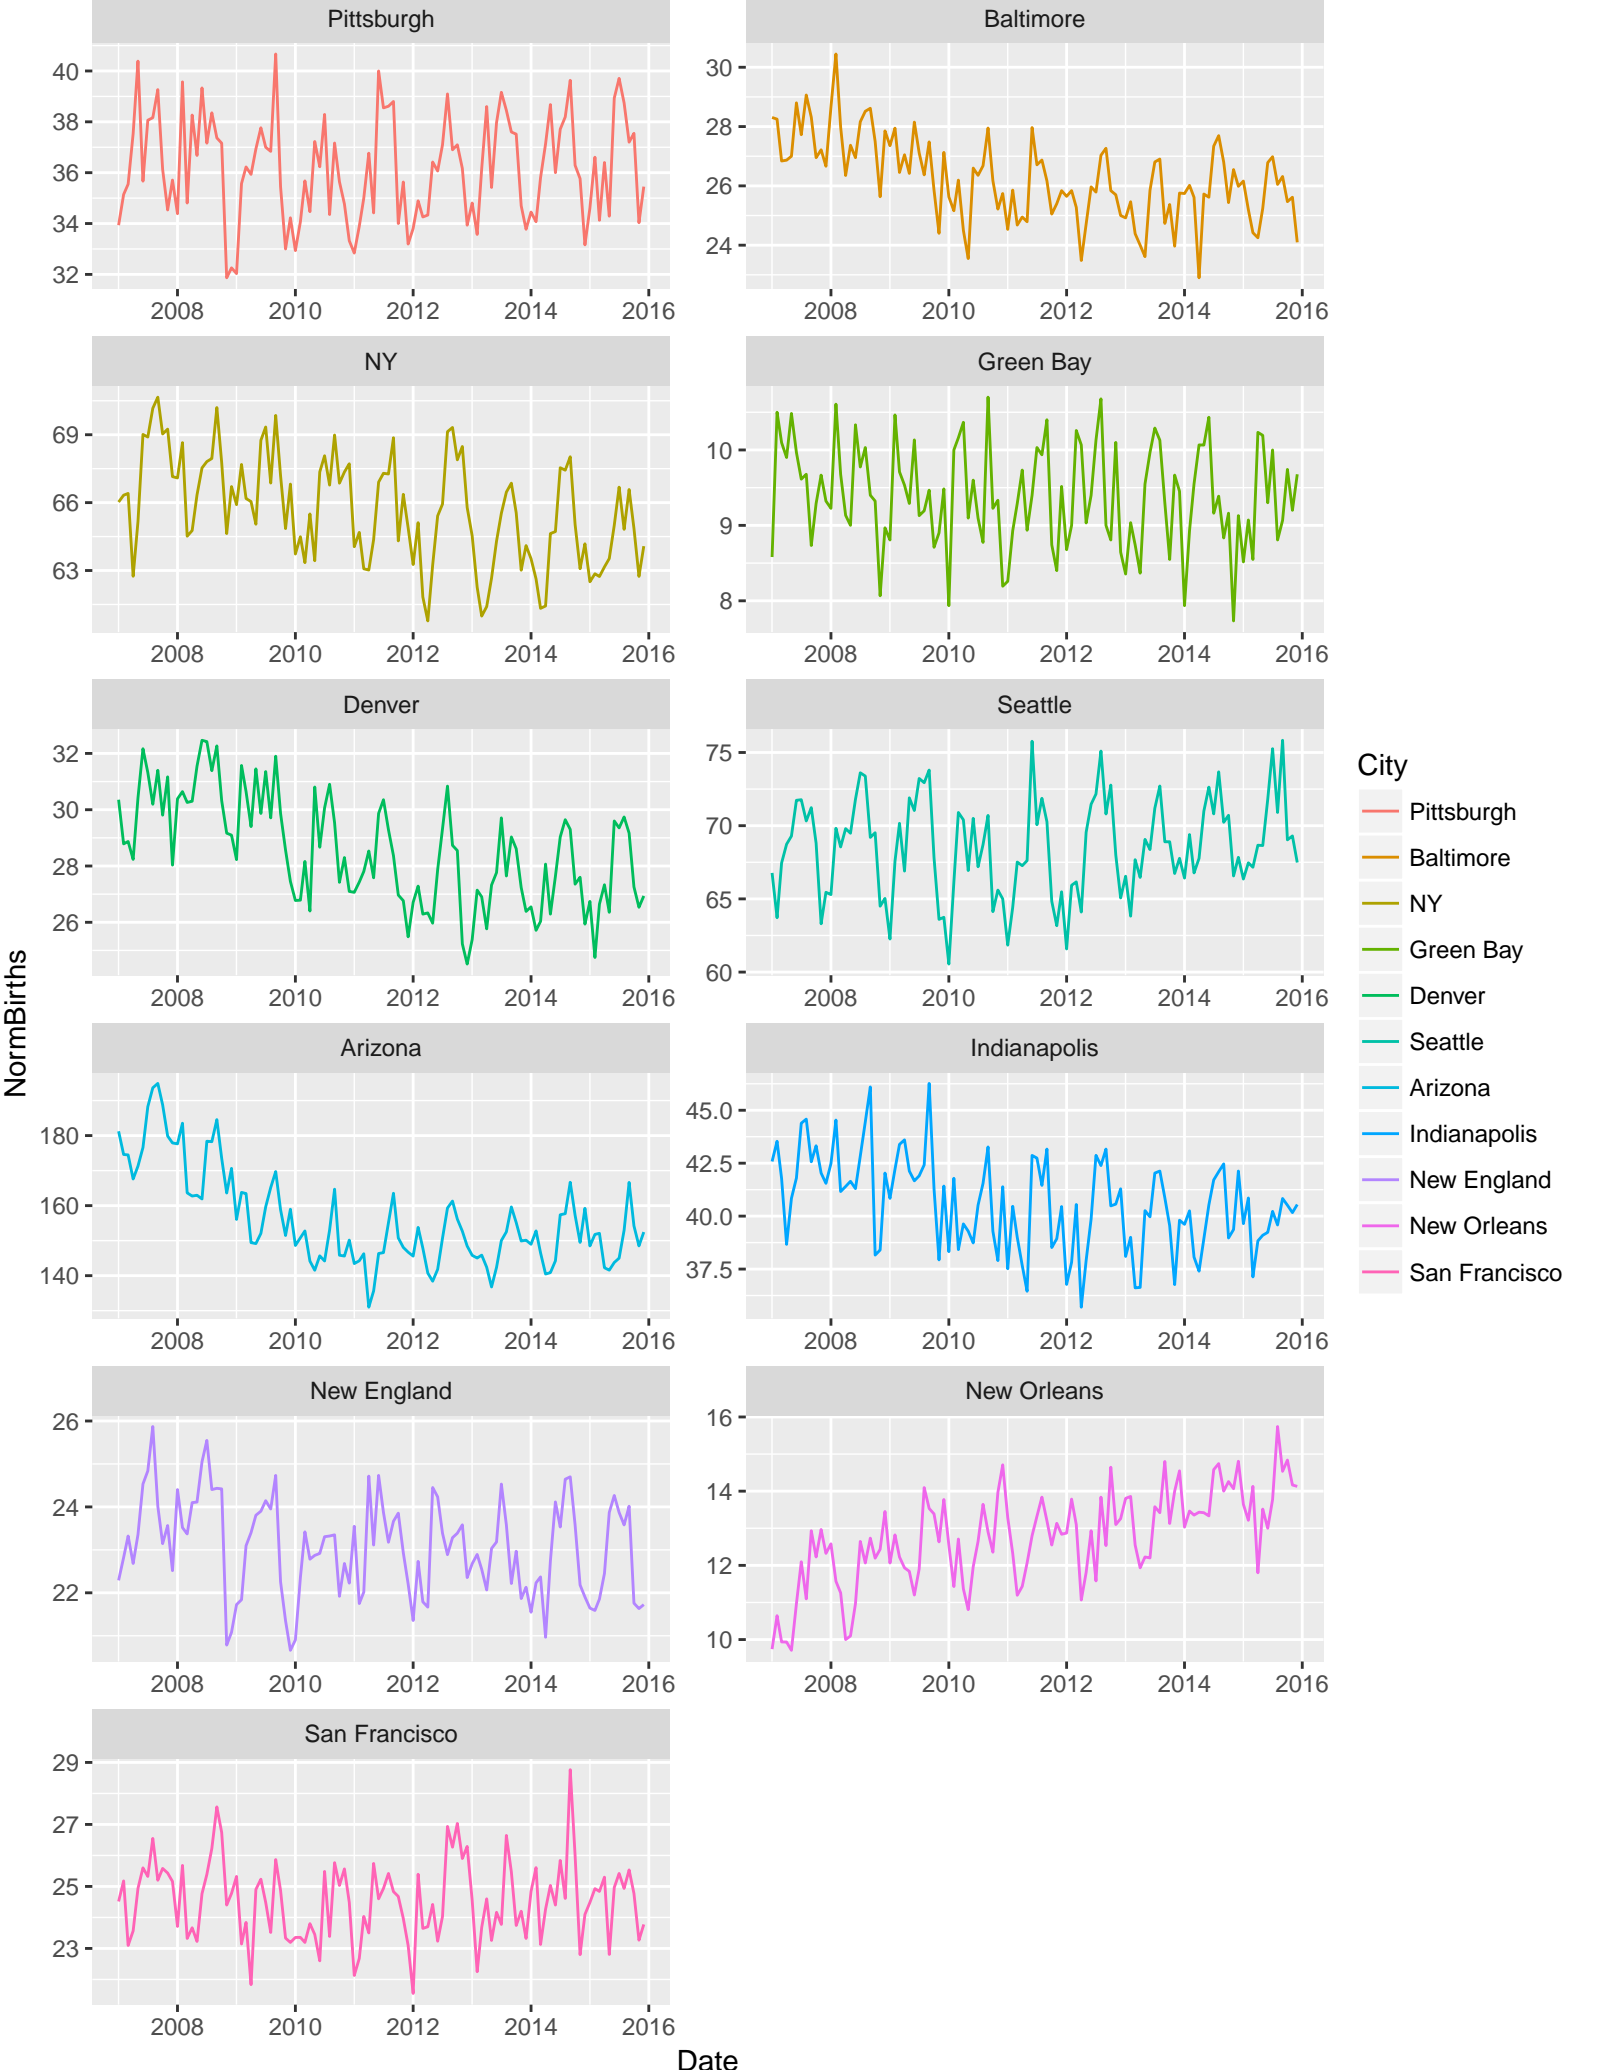 Pittsburgh
Baltimore
40
38
36
34
32
30
28
26
24
2008 2010 2012 2014 2016
2008 2010 2012 2014 2016
NY
Green Bay
69
66
63
10
9
8
2008 2010 2012 2014 2016
2008 2010 2012 2014 2016
Denver
Seattle
32
30
28
26
75
70
65
60
2008 2010 2012 2014 2016
2008 2010 2012 2014 2016
Arizona
Indianapolis
180
160
140
45.0
42.5
40.0
37.5
2008 2010 2012 2014 2016
2008 2010 2012 2014 2016
New England
New Orleans
26
24
22
16
14
12
10
2008 2010 2012 2014 2016
2008 2010 2012 2014 2016
San Francisco
29
27
25
23
2008 2010 2012 2014 2016
Date
NormBirths
City
Pittsburgh
Baltimore
NY
Green Bay
Denver
Seattle
Arizona
Indianapolis
New England
New Orleans
San Francisco